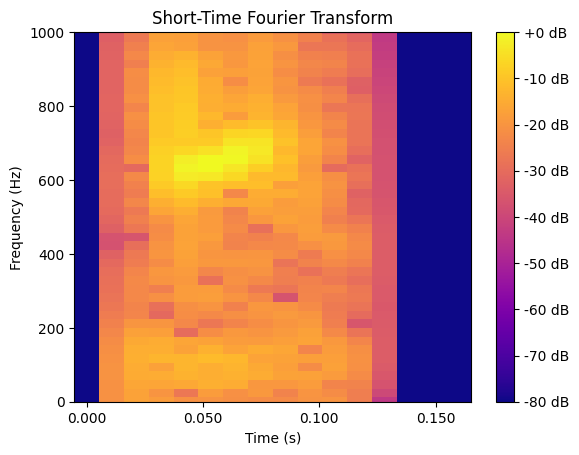 Short-Time Fourier Transform
1000
800
600
400
200
0
Frequency (Hz)
0.000
0.050
0.100
0.150
Time (s)
+0 dB
-10 dB
-20 dB
-30 dB
-40 dB
-50 dB
-60 dB
-70 dB
-80 dB